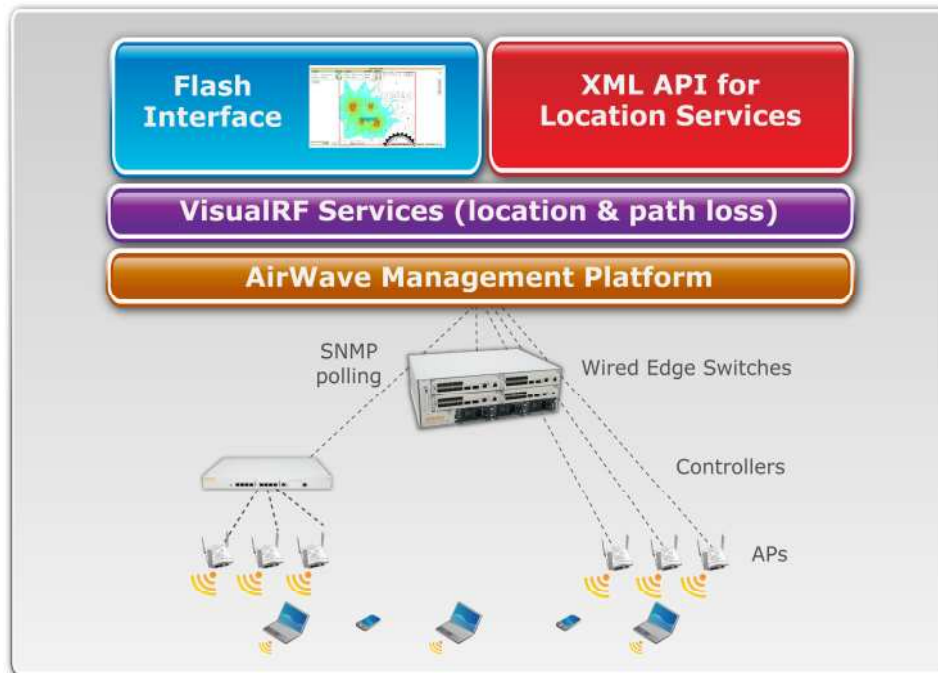 Flash
Interface
XML API for
Location Services
VisualRF Services (location & path loss)
AirWave Management Platform
SNMP
polling
Wired Edge Switches
Controllers
APs